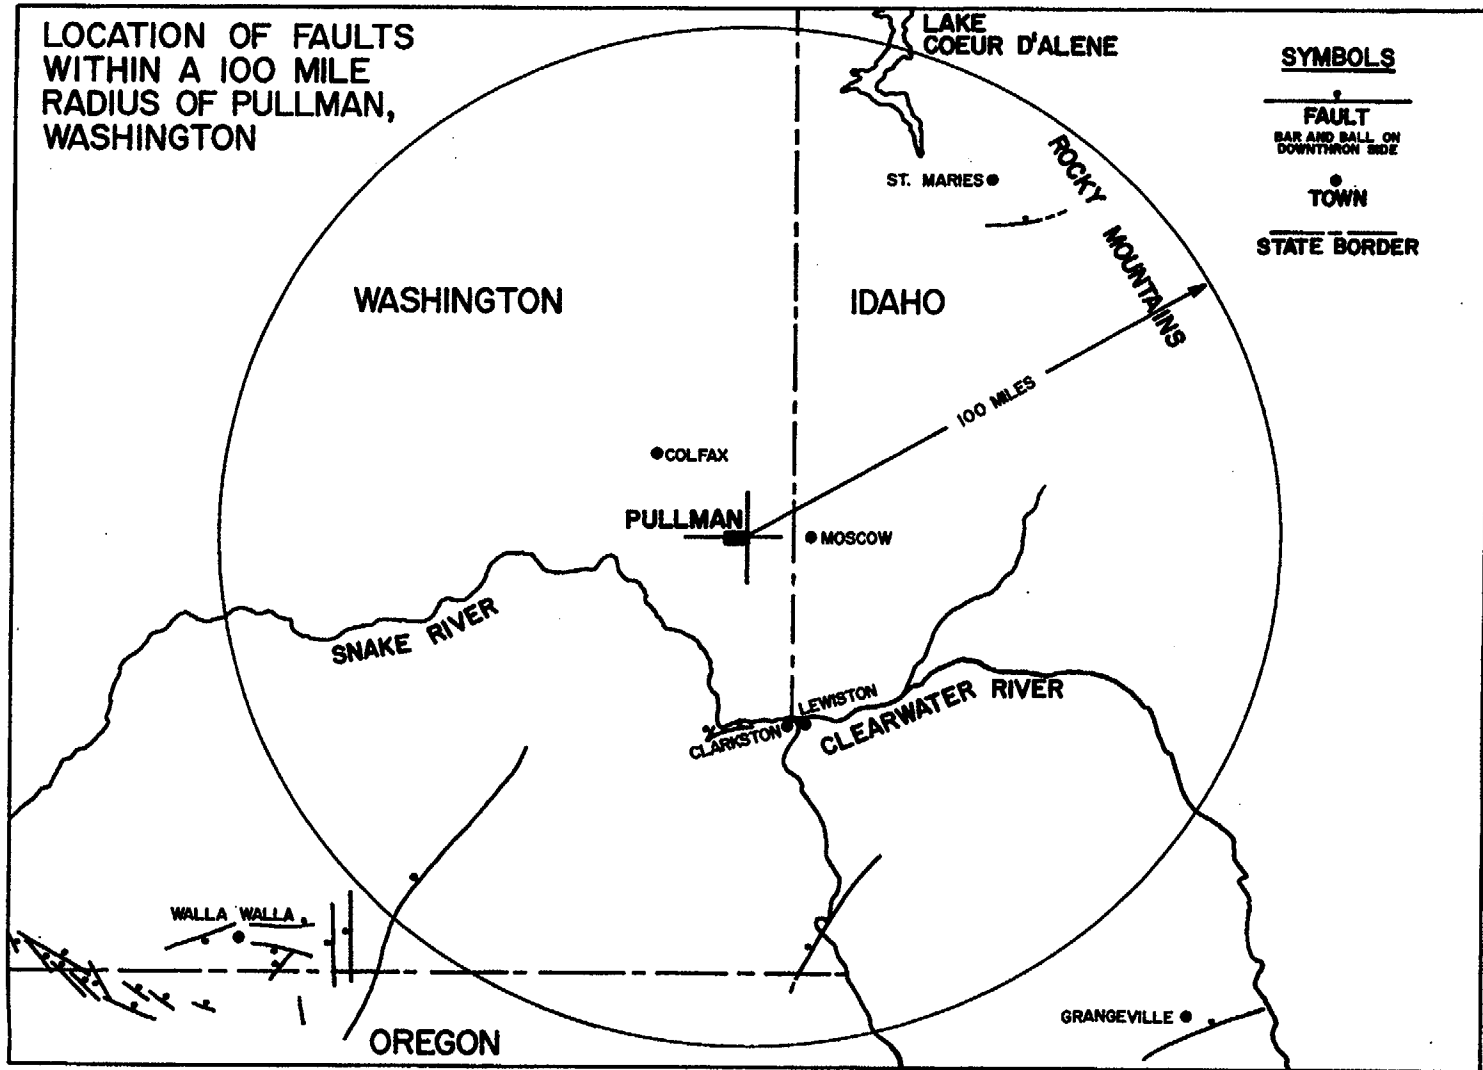 LOCATION OF FAULTS
WITHIN A 100 MILE
RADIUS OF PULLMAN,
WASHINGTON
LAKE
COEUR D'ALENE
SYMBOLS
FAULT
BAR AND BALL ON
DOWNTHRON SIDE
TOWN
STATE BORDER
ST. MARIES
ROCKY MOUNTAINS
WASHINGTON
IDAHO
100 MILES
COLFAX
PULLMAN
MOSCOW
SNAKE RIVER
LEWISTON
CLARKSTON
CLEARWATER RIVER
WALLA WALLA
GRANGEVILLE
OREGON